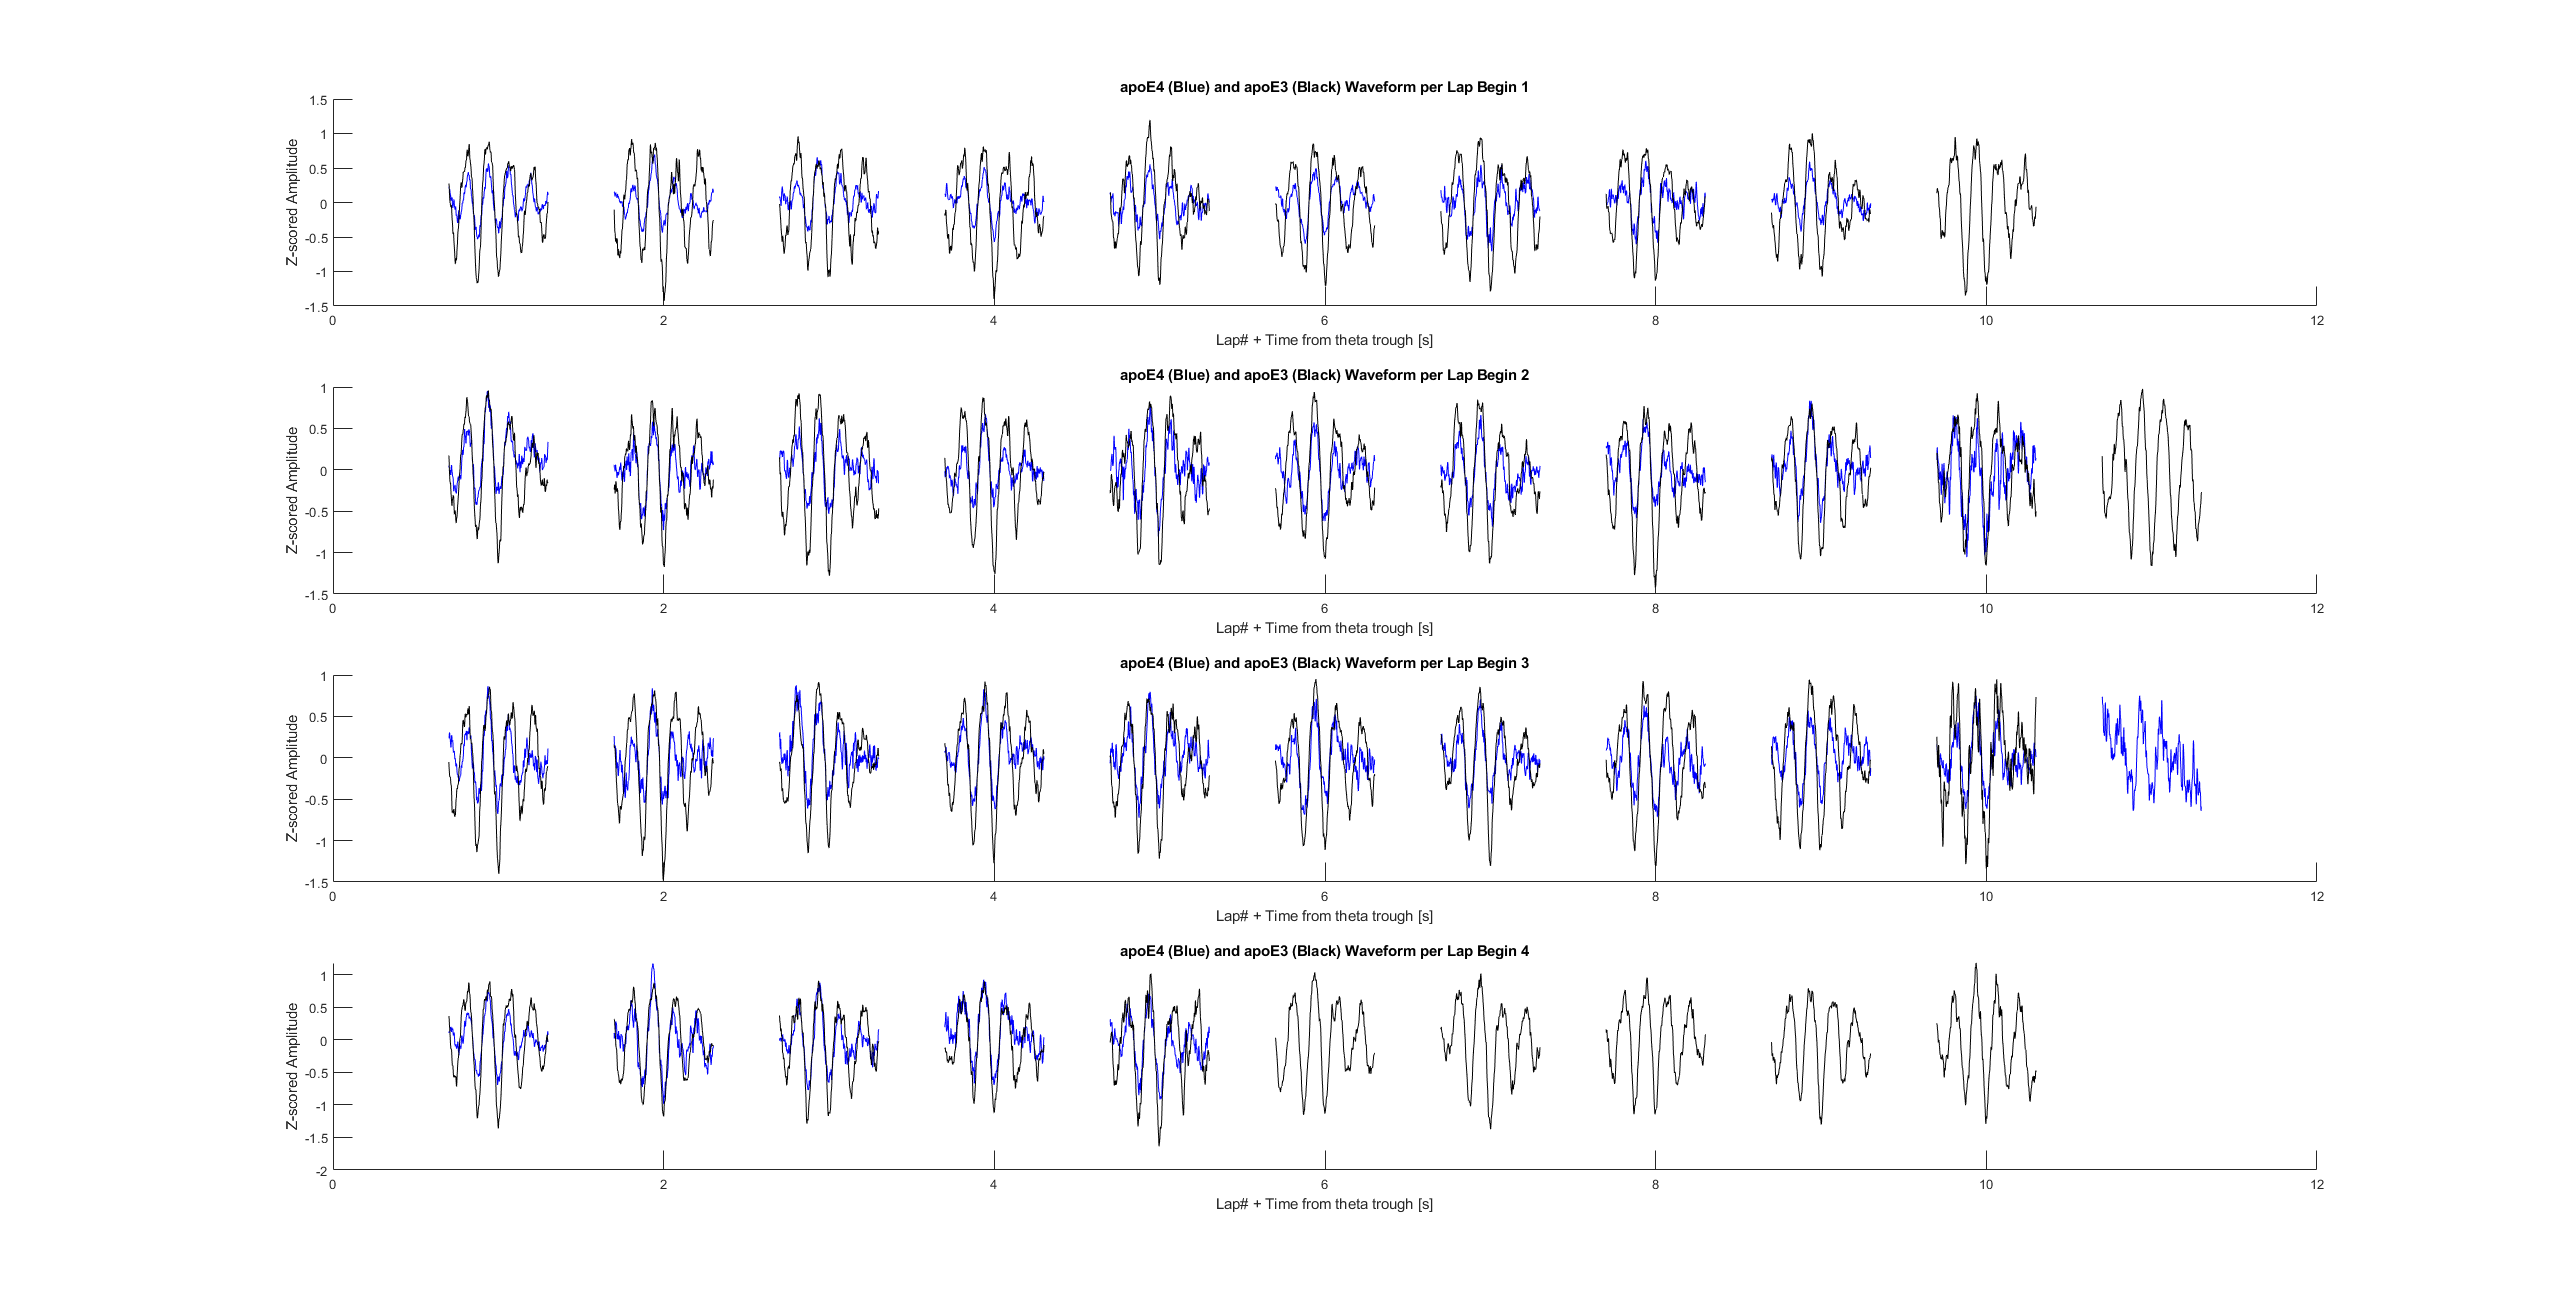 apoE4 (Blue) and apoE3 (Black) Waveform per Lap Begin 1
1.5
1
0.5
0
-0.5
-1
-1.5
Z-scored Amplitude
0 2 4 6 8 10 12
Lap# + Time from theta trough [s]
apoE4 (Blue) and apoE3 (Black) Waveform per Lap Begin 2
1
0.5
0
-0.5
-1
-1.5
Z-scored Amplitude
0 2 4 6 8 10 12
Lap# + Time from theta trough [s]
apoE4 (Blue) and apoE3 (Black) Waveform per Lap Begin 3
1
0.5
0
-0.5
-1
-1.5
Z-scored Amplitude
0 2 4 6 8 10 12
Lap# + Time from theta trough [s]
apoE4 (Blue) and apoE3 (Black) Waveform per Lap Begin 4
1
0.5
0
-0.5
-1
-1.5
-2
Z-scored Amplitude
0 2 4 6 8 10 12
Lap# + Time from theta trough [s]